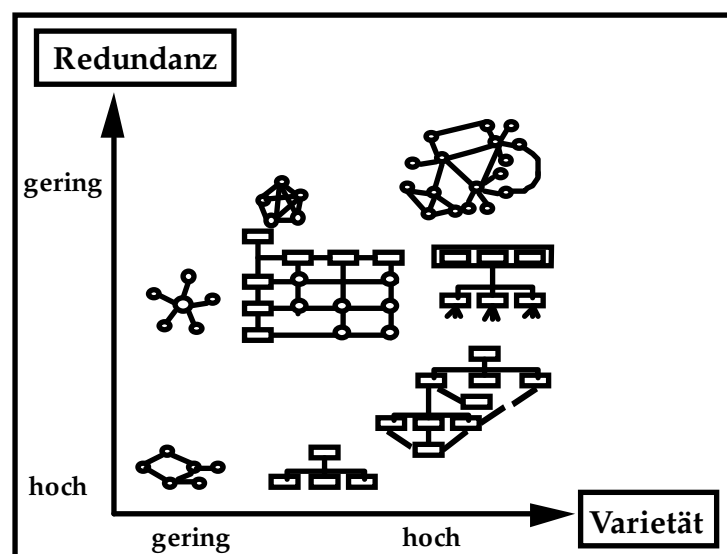 Redundanz
gering
hoch
gering
hoch
Varietät